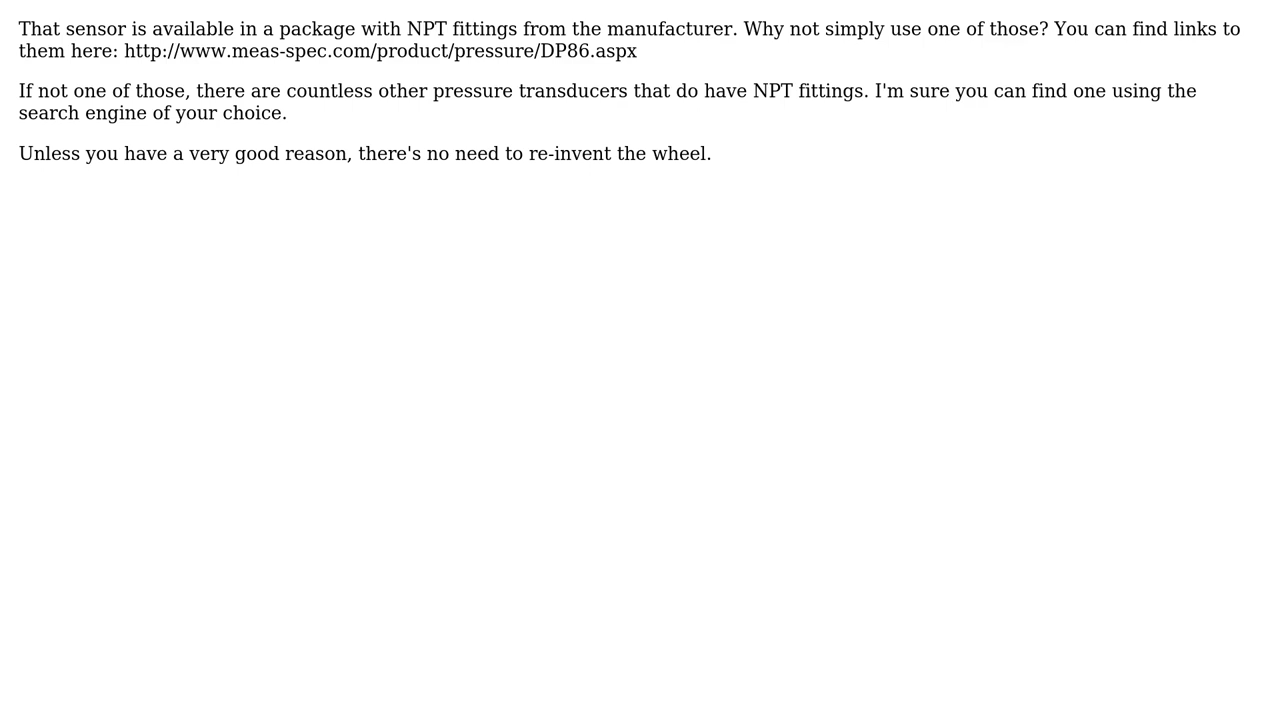 That sensor is available in a package with NPT fittings from the manufacturer. Why not simply use one of those? You can find links to
them here: http://www.meas-spec.com/product/pressure/DP86.aspx
If not one of those, there are countless other pressure transducers that do have NPT fittings. I'm sure you can find one using the
search engine of your choice.
Unless you have a very good reason, there's no need to re-invent the wheel.